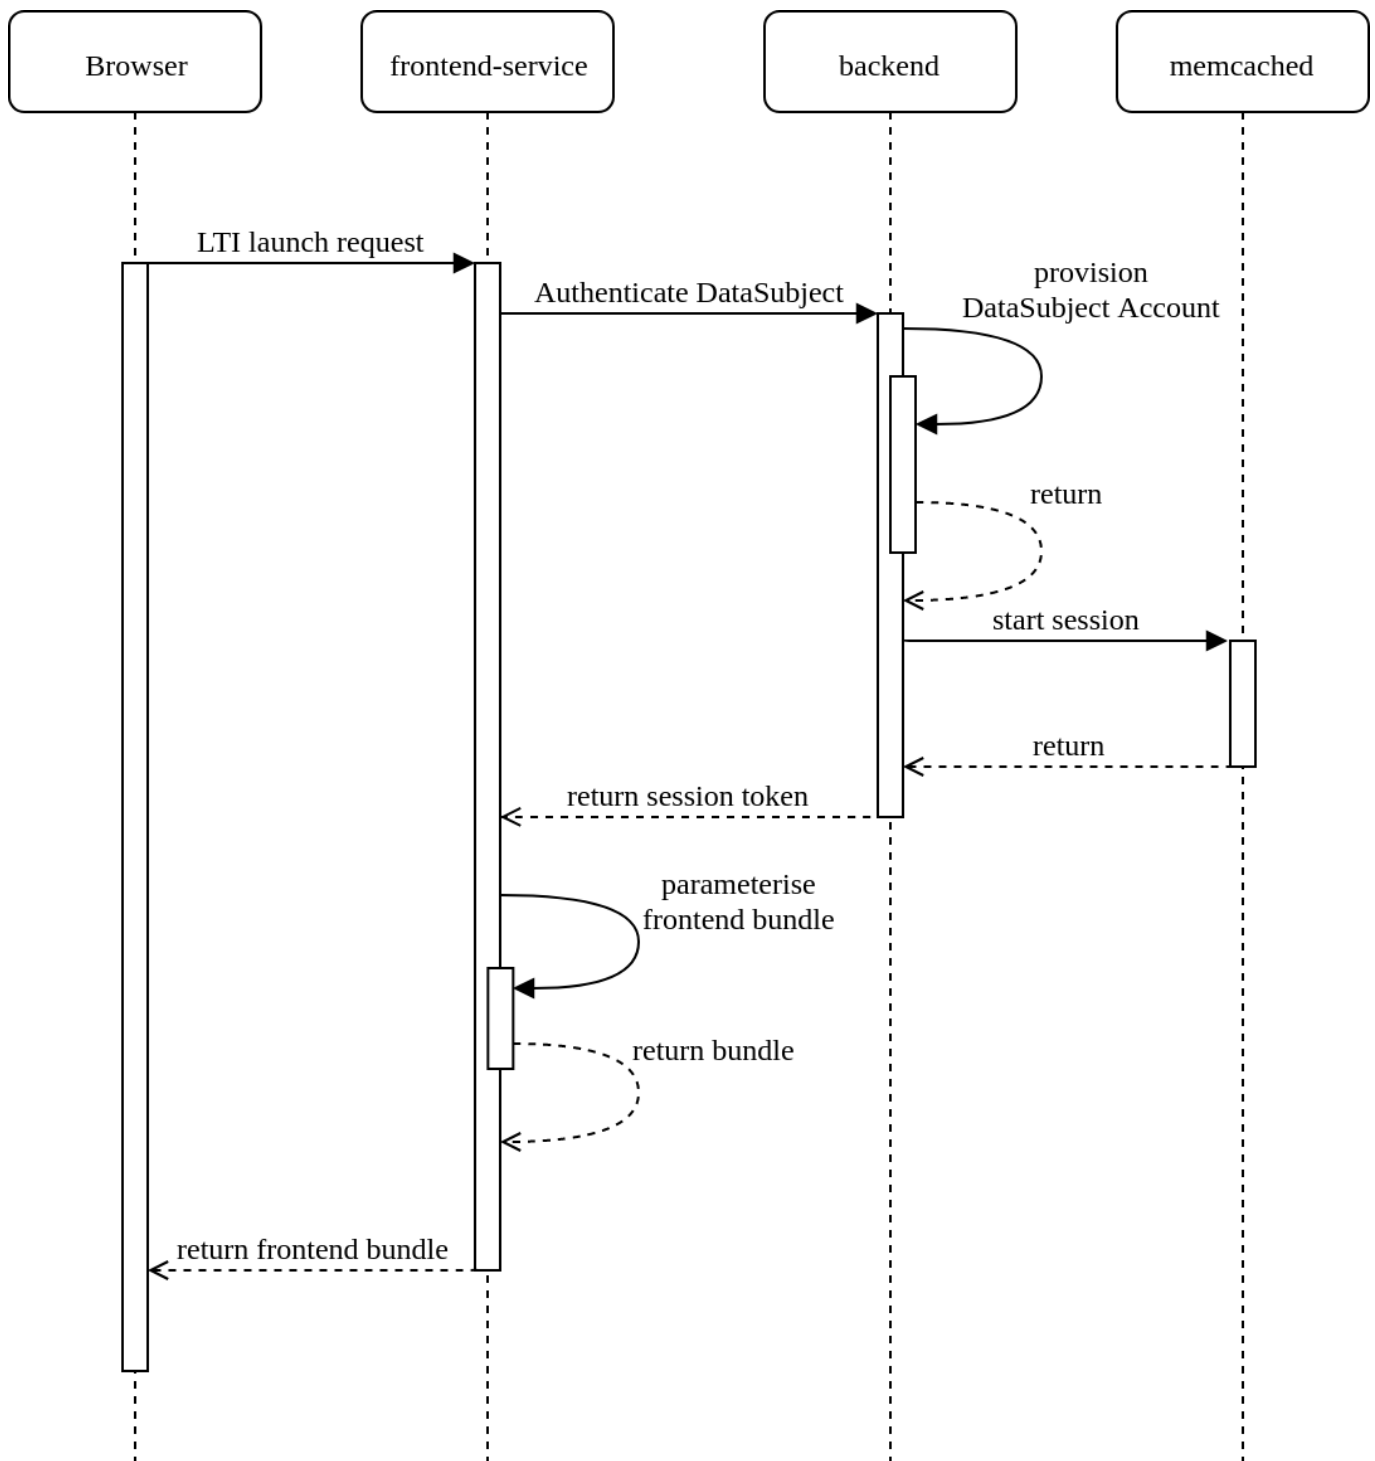 Browser
frontend-service
backend
memcached
LTI launch request
provision
Authenticate DataSubject
DataSubject Account
return
start session
return
return session token
parameterise
frontend bundle
return bundle
return frontend bundle